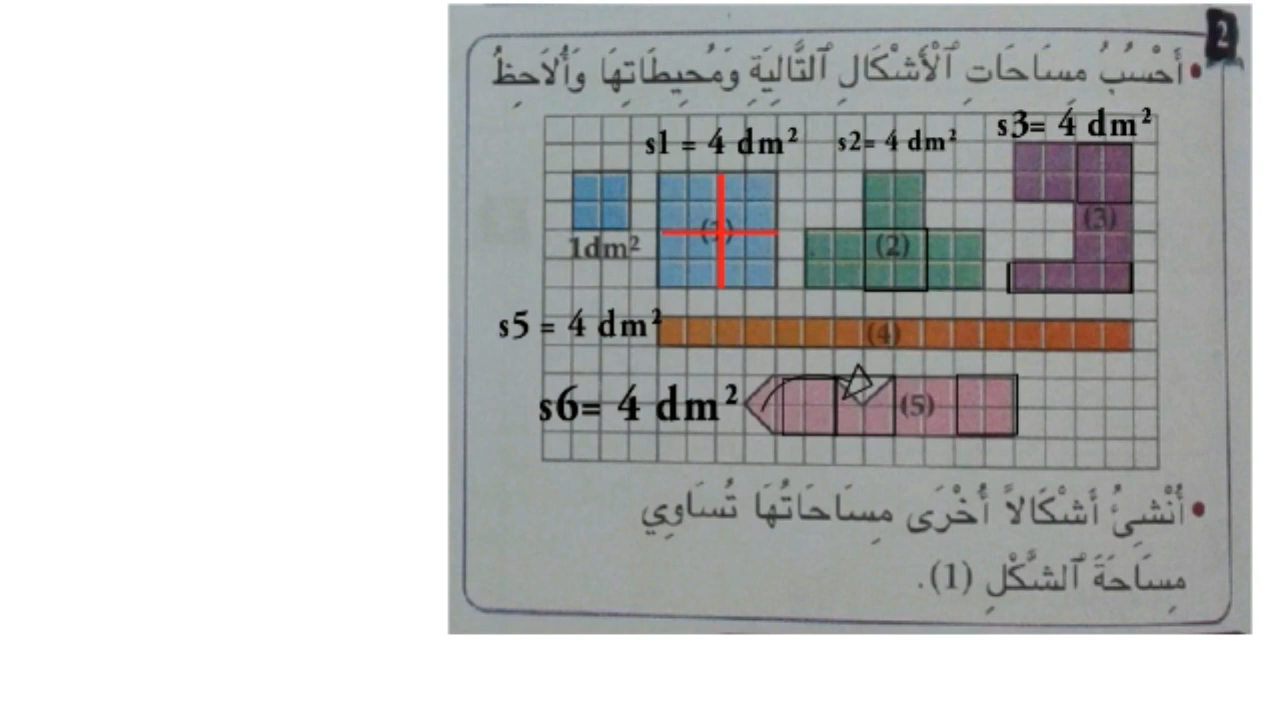 2
• أَحْسُبُ مِسَاحَاتِ ٱلْأَشْكَالِ ٱلتَّالِيَةِ وَمُحِيطَاتِهَا وَأُلَاحِظُ
s3= 4 dm²
s1 = 4 dm²
s2= 4 dm²
(1)
(2)
(3)
1dm²
s5 = 4 dm²
(4)
s6= 4 dm²
(5)
• أُنْشِئُ أَشْكَالاً أُخْرَى مِسَاحَاتُهَا تُسَاوِي
مِسَاحَةَ ٱلشَّكْلِ (1).